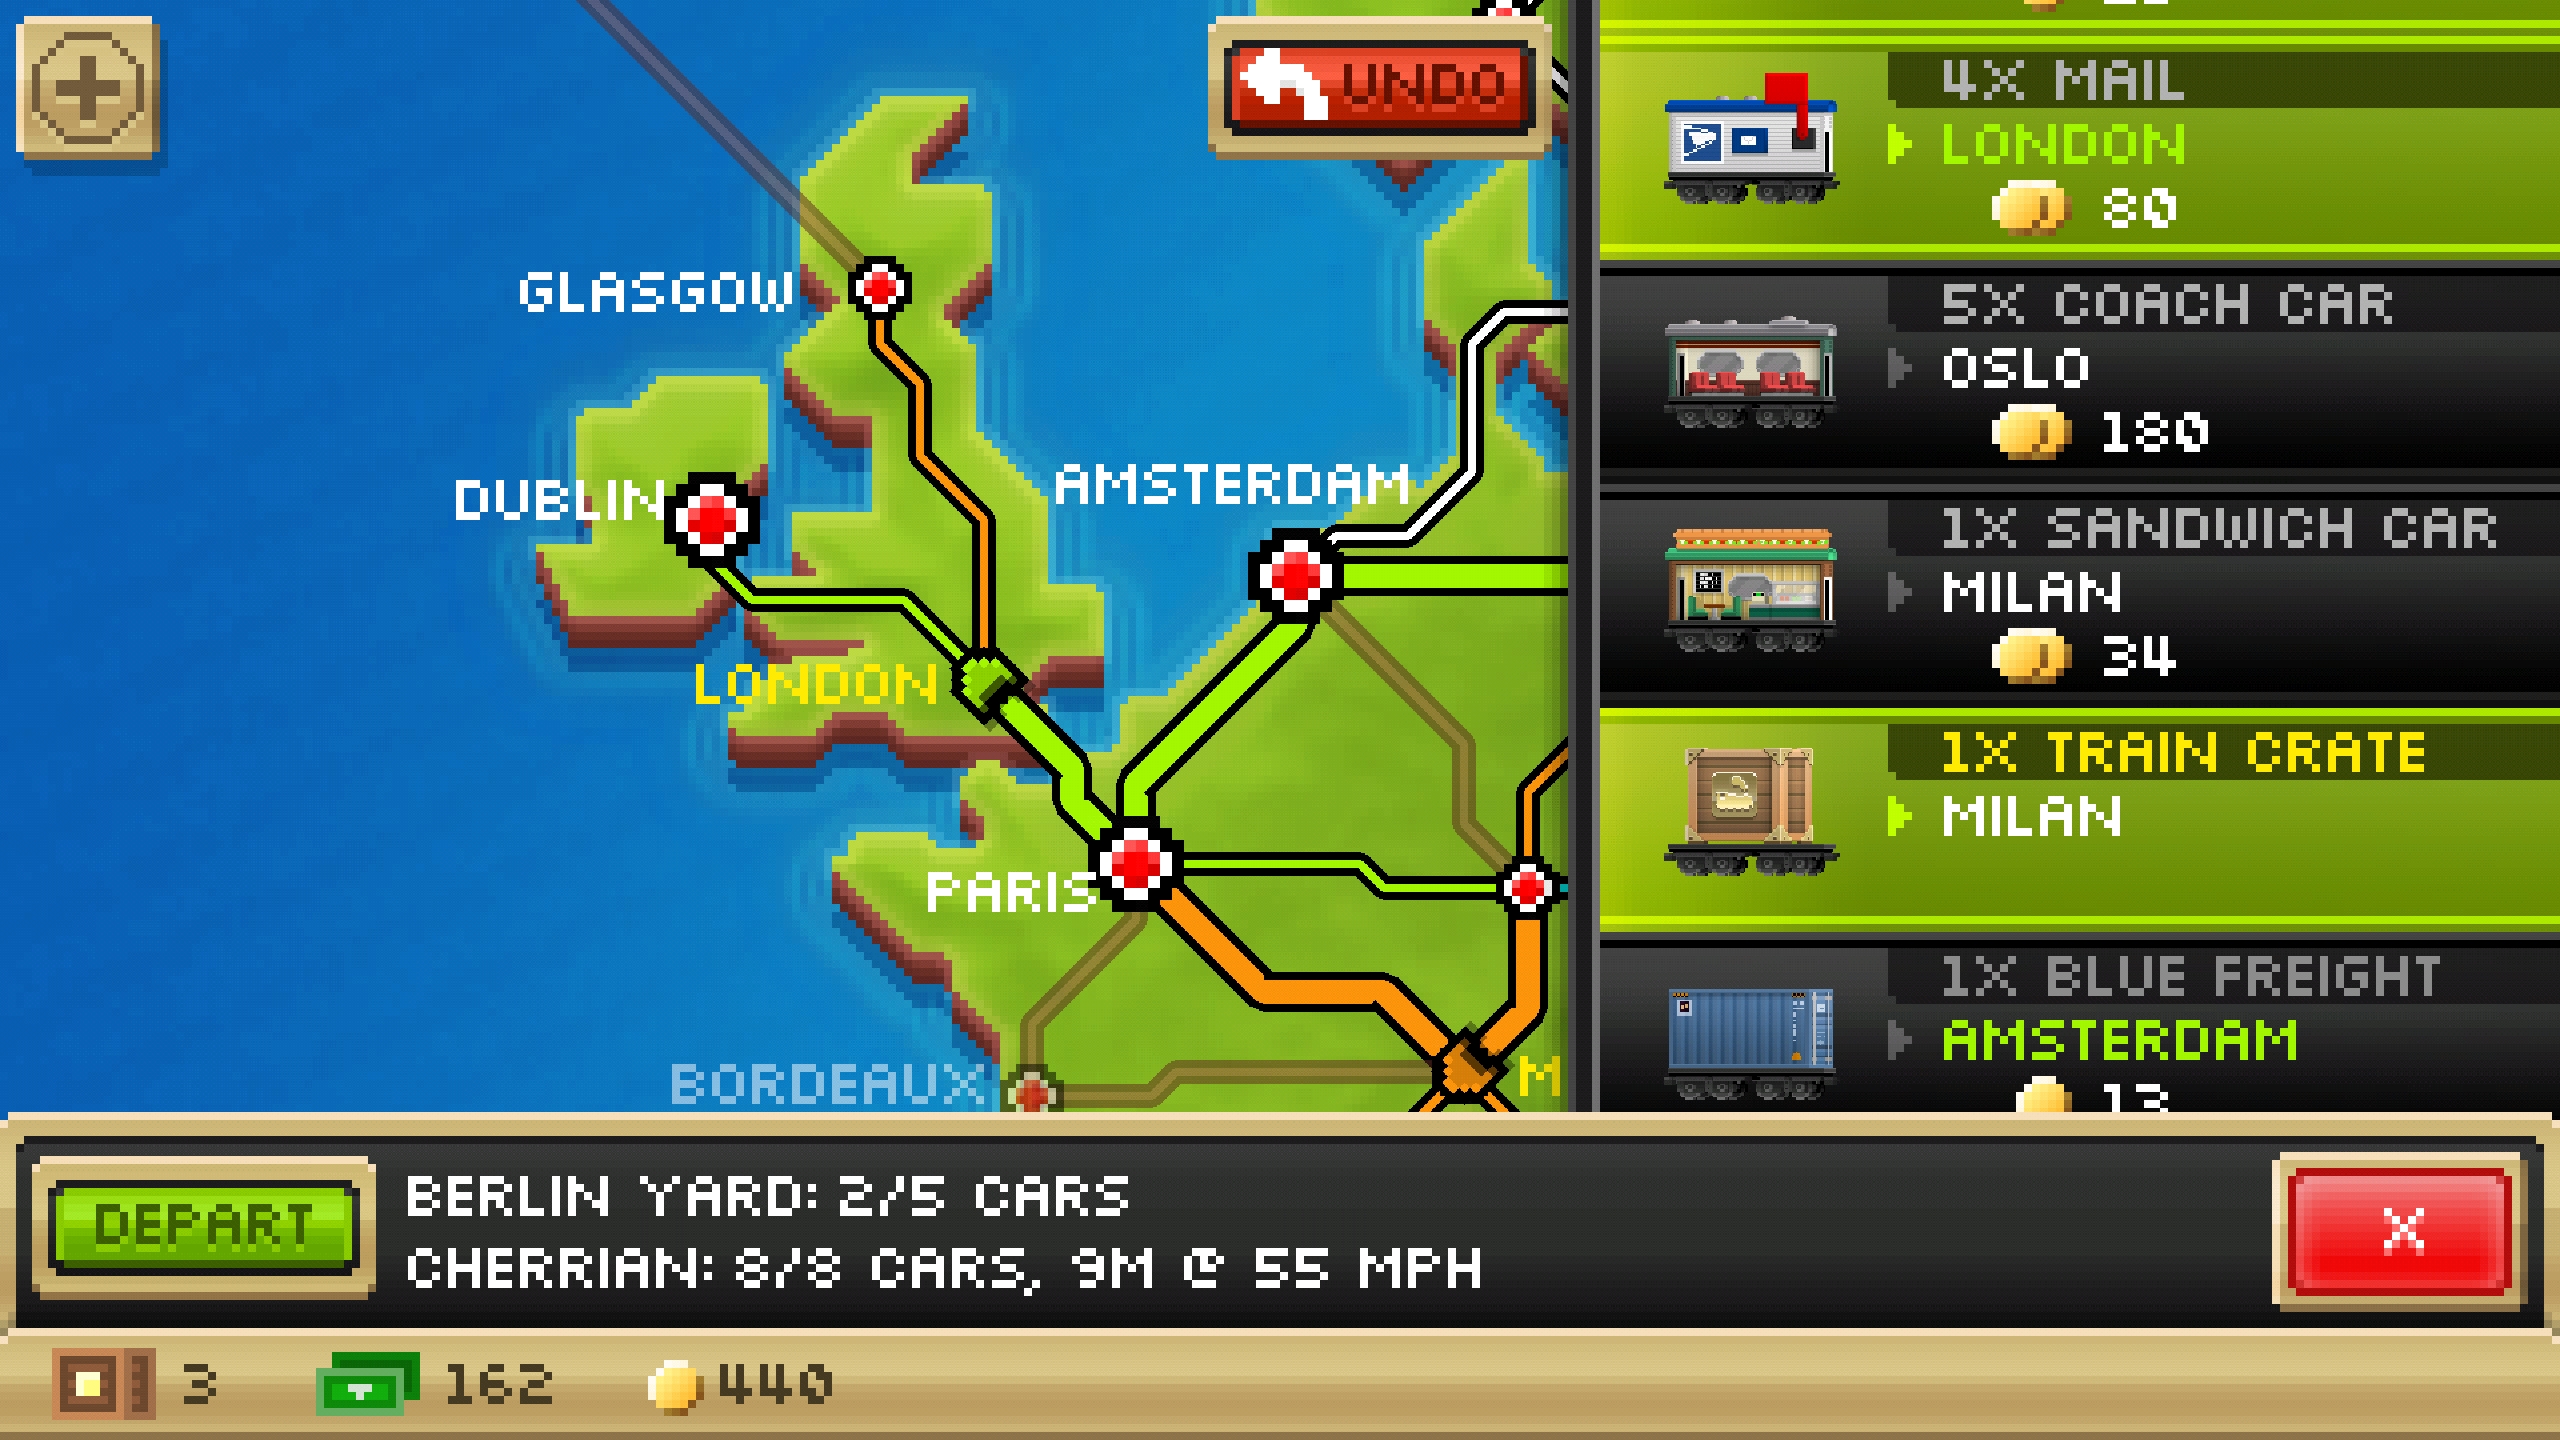 UNDO
GLASGOW
DUBLIN
AMSTERDAM
LONDON
PARIS
BORDEAUX
M
4X MAIL
LONDON
80
5X COACH CAR
OSLO
180
1X SANDWICH CAR
MILAN
34
1X TRAIN CRATE
MILAN
1X BLUE FREIGHT
AMSTERDAM
13
DEPART
BERLIN YARD: 2/5 CARS
CHERRIAN: 8/8 CARS, 9M @ 55 MPH
X
3
162
440